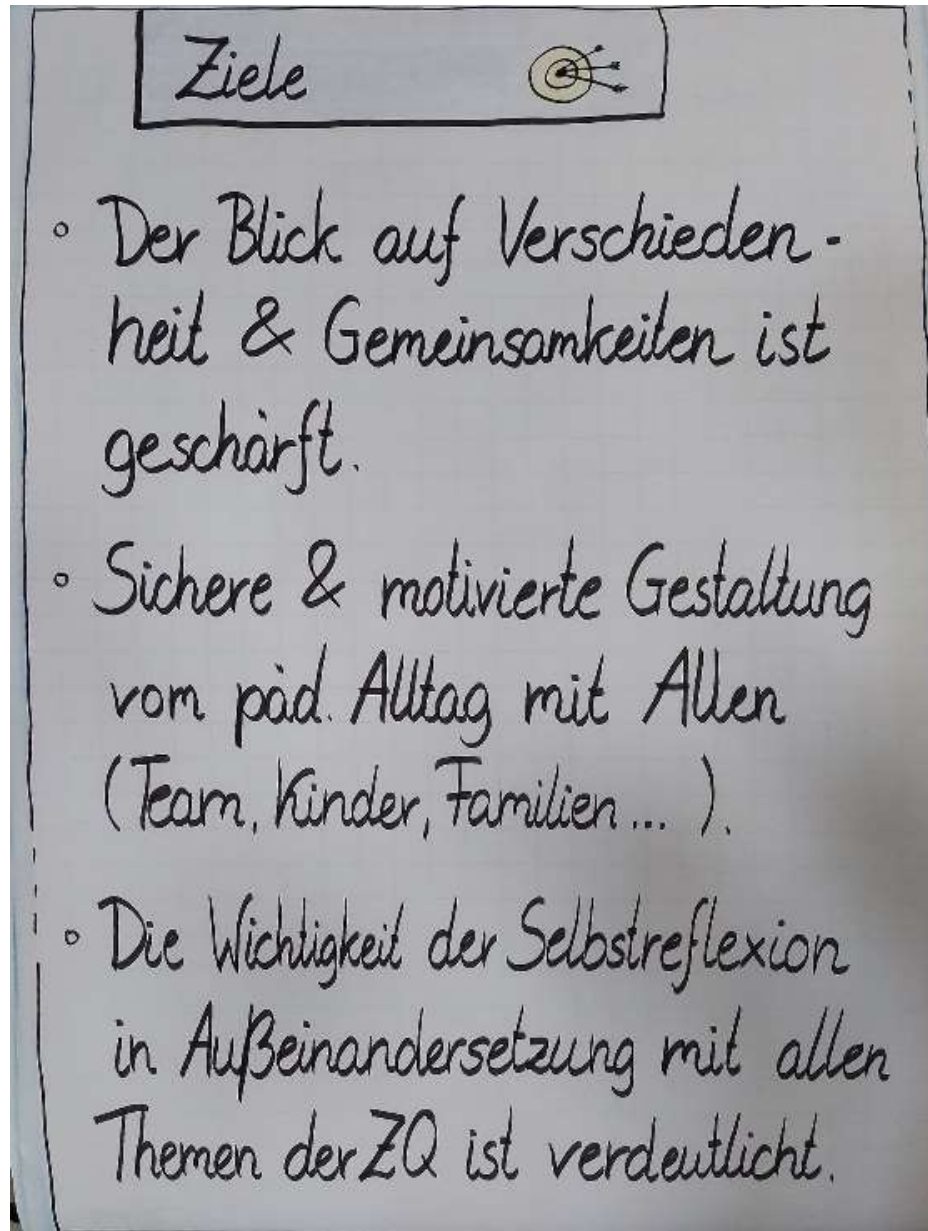 Ziele
◦ Der Blick auf Verschieden-
heit & Gemeinsamkeiten ist
geschärft.
◦ Sichere & motivierte Gestaltung
vom päd. Alltag mit Allen
(Team, Kinder, Familien... ).
◦ Die Wichtigkeit der Selbstreflexion
in Außeinandersetzung mit allen
Themen der ZQ ist verdeutlicht.